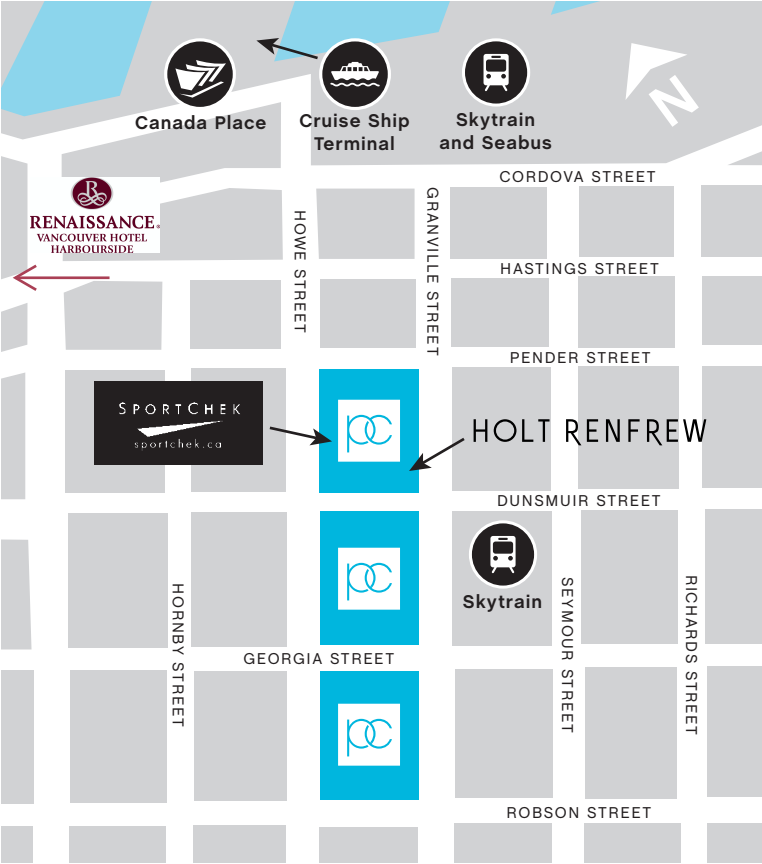 N
Canada Place
Cruise Ship
Terminal
Skytrain
and Seabus
CORDOVA STREET
R
RENAISSANCE®
VANCOUVER HOTEL
HARBOURSIDE
HOWE STREET
GRANVILLE STREET
HASTINGS STREET
PENDER STREET
SPORTCHEK
sportchek.ca
pc
HOLT RENFREW
DUNSMUIR STREET
pc
Skytrain
HORNBY STREET
SEYMOUR STREET
RICHARDS STREET
GEORGIA STREET
pc
ROBSON STREET